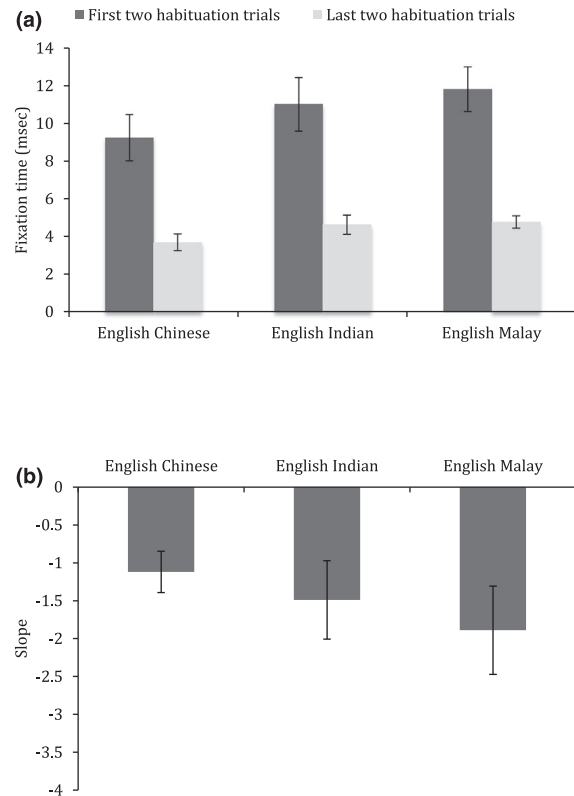 (a)
First two habituation trials
Last two habituation trials
Fixation time (msec)
14
12
10
8
6
4
2
0
English Chinese
English Indian
English Malay
(b)
English Chinese
English Indian
English Malay
Slope
0
-0.5
-1
-1.5
-2
-2.5
-3
-3.5
-4